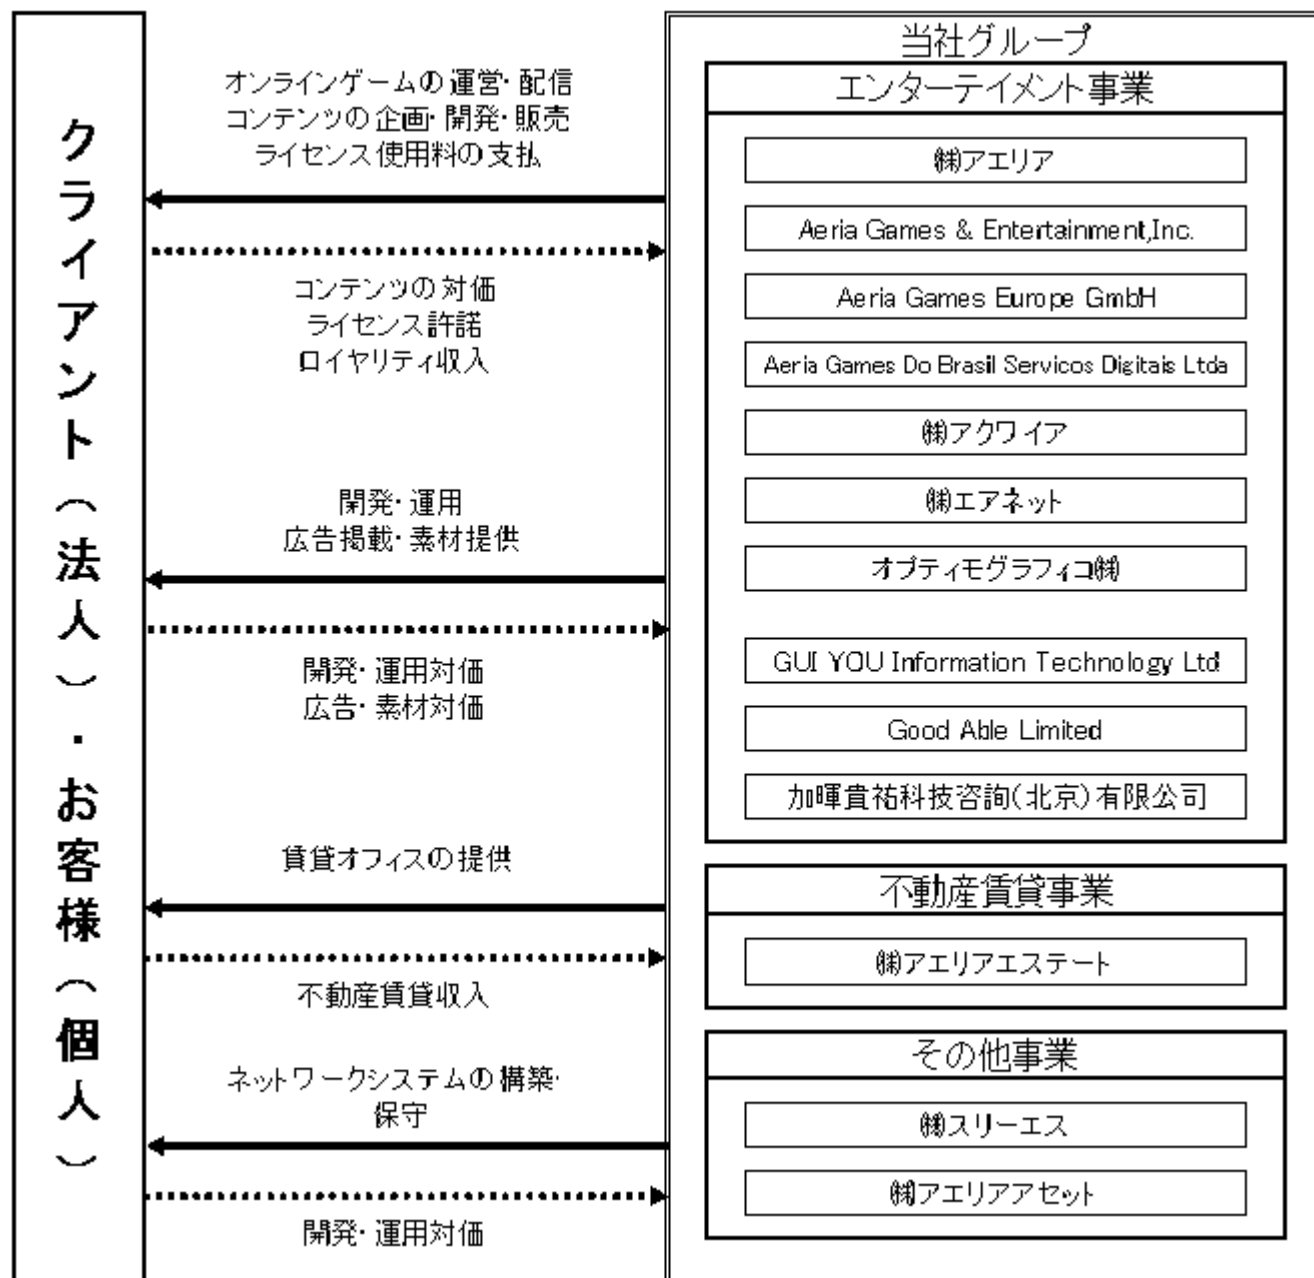 クライアント（法人）・お客様（個人）
オンラインゲームの運営・配信
コンテンツの企画・開発・販売
ライセンス使用料の支払
コンテンツの対価
ライセンス許諾
ロイヤリティ収入
開発・運用
広告掲載・素材提供
開発・運用対価
広告・素材対価
賃貸オフィスの提供
不動産賃貸収入
ネットワークシステムの構築・
保守
開発・運用対価
当社グループ
エンターテイメント事業
㈱アエリア
Aeria Games & Entertainment,Inc.
Aeria Games Europe GmbH
Aeria Games Do Brasil Servicos Digitais Ltda
㈱アクワイア
㈱エアネット
オプティモグラフィコ㈱
GUI YOU Information Technology Ltd
Good Able Limited
加暉貴祐科技咨詢(北京)有限公司
不動産賃貸事業
㈱アエリアエステート
その他事業
㈱スリーエス
㈱アエリアアセット